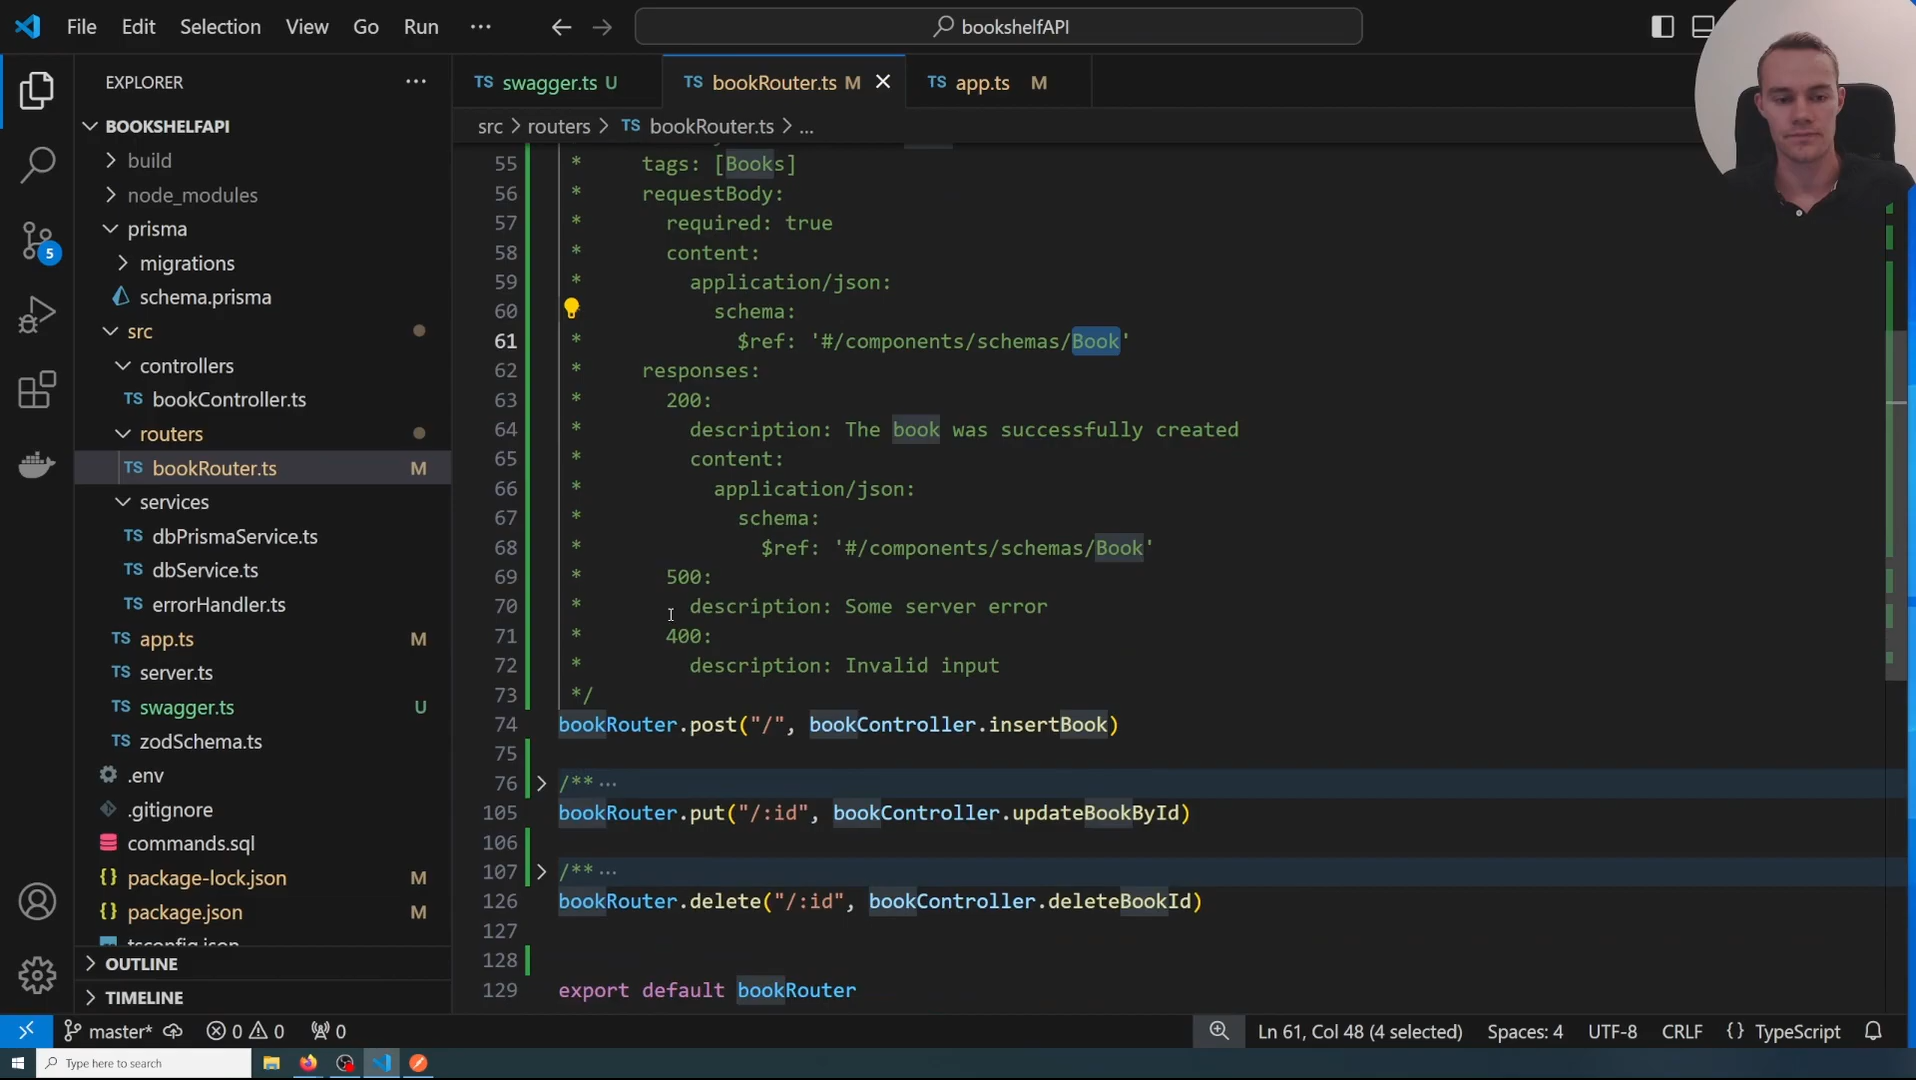 File Edit Selection View Go Run ···
bookshelfAPI
EXPLORER ···
TS swagger.ts U
TS bookRouter.ts M
TS app.ts M
BOOKSHELFAPI
src > routers > TS bookRouter.ts > ...
build
node_modules
prisma
migrations
schema.prisma
src
controllers
TS bookController.ts
routers
TS bookRouter.ts M
services
TS dbPrismaService.ts
TS dbService.ts
TS errorHandler.ts
TS app.ts
TS server.ts
TS swagger.ts U
TS zodSchema.ts
.env
.gitignore
commands.sql
{} package-lock.json M
{} package.json M
tsconfig.json
OUTLINE
TIMELINE
5
55 * tags: [Books]
56 * requestBody:
57 * required: true
58 * content:
59 * application/json:
60 * schema:
61 * $ref: '#/components/schemas/Book'
62 * responses:
63 * 200:
64 * description: The book was successfully created
65 * content:
66 * application/json:
67 * schema:
68 * $ref: '#/components/schemas/Book'
69 * 500:
70 * description: Some server error
71 * 400:
72 * description: Invalid input
73 */
74 bookRouter.post("/", bookController.insertBook)
75
76 > /** ···
105 bookRouter.put("/:id", bookController.updateBookById)
106
107 > /** ···
126 bookRouter.delete("/:id", bookController.deleteBookId)
127
128
129 export default bookRouter
master* 0 0 0
Ln 61, Col 48 (4 selected) Spaces: 4 UTF-8 CRLF {} TypeScript
Type here to search